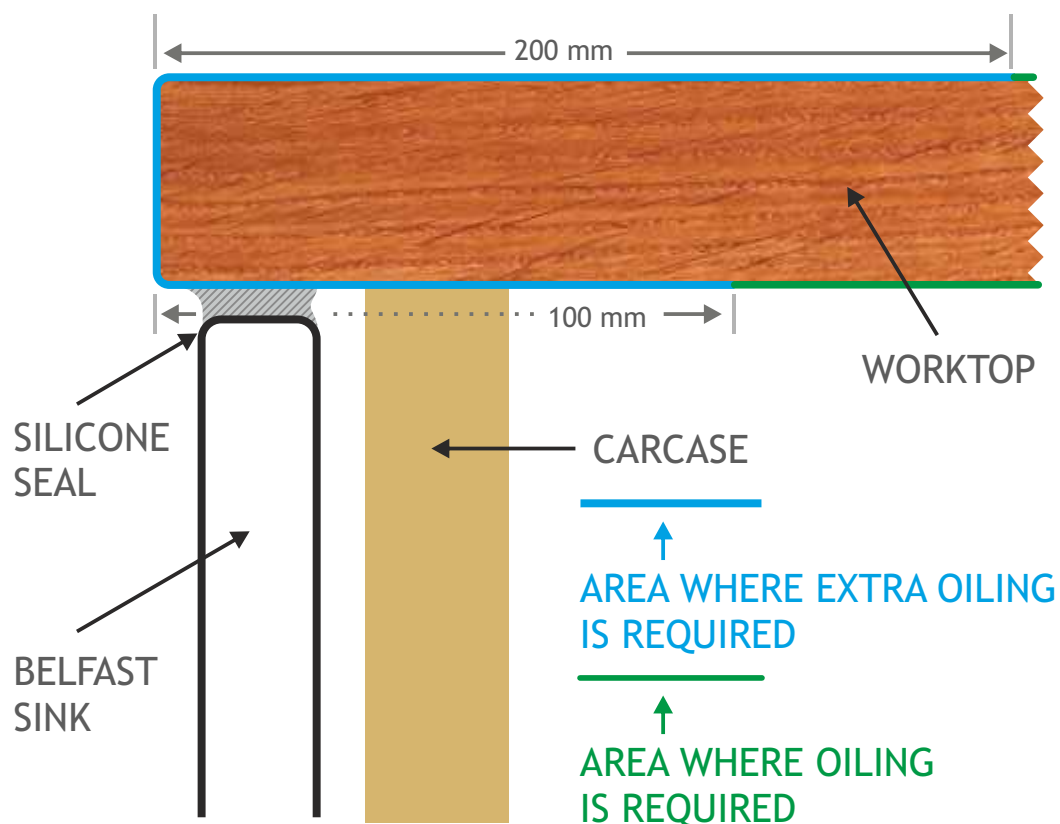 200 mm
100 mm
WORKTOP
SILICONE
SEAL
CARCASE
AREA WHERE EXTRA OILING
IS REQUIRED
BELFAST
SINK
AREA WHERE OILING
IS REQUIRED